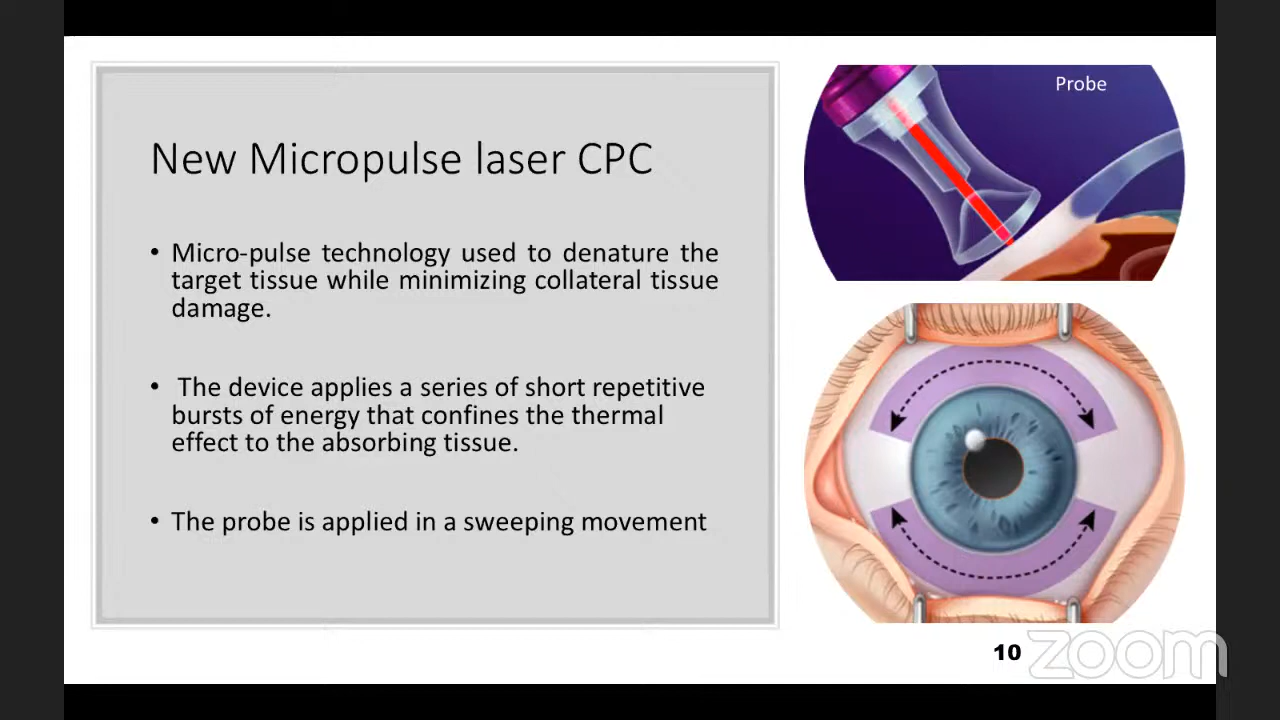 New Micropulse laser CPC
• Micro-pulse technology used to denature the
target tissue while minimizing collateral tissue
damage.
• The device applies a series of short repetitive
bursts of energy that confines the thermal
effect to the absorbing tissue.
• The probe is applied in a sweeping movement
Probe
10
zoom